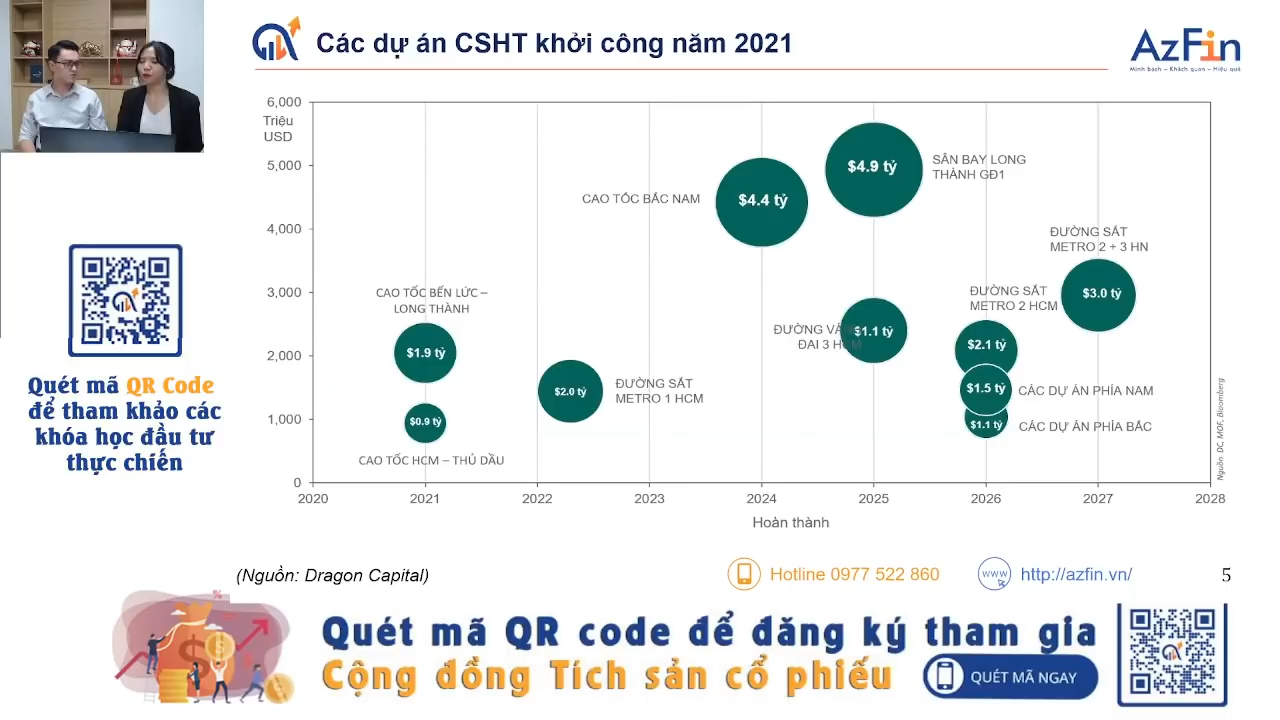 Các dự án CSHT khởi công năm 2021
AzFin
Minh bạch – Khách quan – Hiệu quả
6,000
Triệu
USD
5,000
4,000
3,000
2,000
1,000
0
2020
2021
2022
2023
2024
2025
2026
2027
2028
Hoàn thành
CAO TỐC BẾN LỨC –
LONG THÀNH
$1.9 tỷ
$0.9 tỷ
CAO TỐC HCM – THỦ DẦU
$2.0 tỷ
ĐƯỜNG SẮT
METRO 1 HCM
CAO TỐC BẮC NAM
$4.4 tỷ
$4.9 tỷ
SÂN BAY LONG
THÀNH GĐ1
ĐƯỜNG
ĐAI 3 HCM
$1.1 tỷ
ĐƯỜNG SẮT
METRO 2 HCM
$2.1 tỷ
$1.5 tỷ
CÁC DỰ ÁN PHÍA NAM
$1.1 tỷ
CÁC DỰ ÁN PHÍA BẮC
ĐƯỜNG SẮT
METRO 2 + 3 HN
$3.0 tỷ
Nguồn DC, MOF, Bloomberg
Quét mã QR Code
để tham khảo các
khóa học đầu tư
thực chiến
(Nguồn: Dragon Capital)
Hotline 0977 522 860
www
http://azfin.vn/
5
Quét mã QR code để đăng ký tham gia
Cộng đồng Tích sản cổ phiếu
QUÉT MÃ NGAY